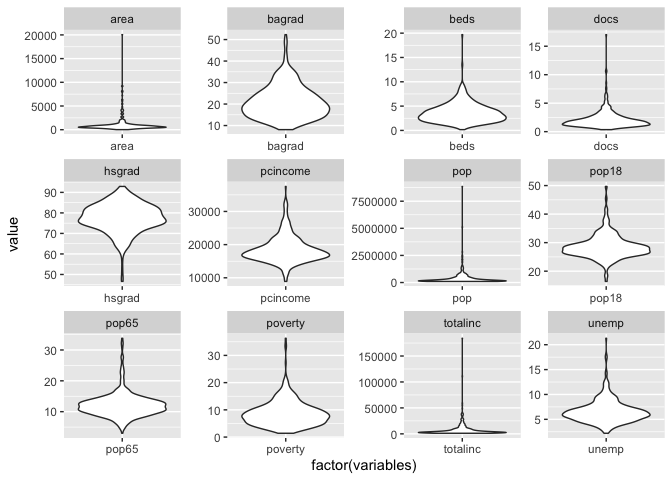 area bagrad beds docs
20000 50 20 15
15000 40 15 10
10000 30 10 5
5000 20 5 0
0 10 0
area bagrad beds docs
hsgrad pcincome pop pop18
90 30000 7500000 50
80 20000 5000000 40
70 10000 2500000 30
60 0 20
50
hsgrad pcincome pop pop18
pop65 poverty totalinc unemp
30 30 150000 20
20 20 100000 15
10 10 50000 10
0 0 5
pop65 poverty totalinc unemp
value
factor(variables)